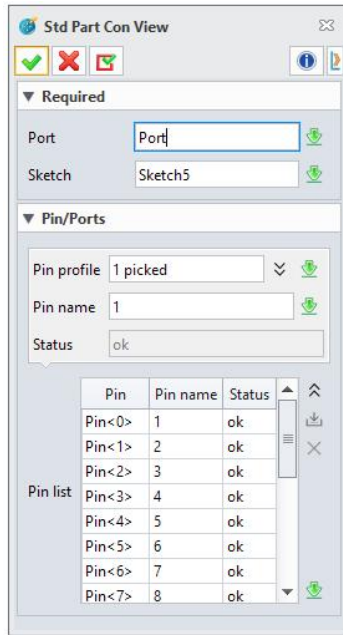 Std Part Con View
Required
Port Port
Sketch Sketch5
Pin/Ports
Pin profile 1 picked
Pin name 1
Status ok
Pin Pin name Status
Pin<0> 1 ok
Pin<1> 2 ok
Pin<2> 3 ok
Pin<3> 4 ok
Pin list
Pin<4> 5 ok
Pin<5> 6 ok
Pin<6> 7 ok
Pin<7> 8 ok